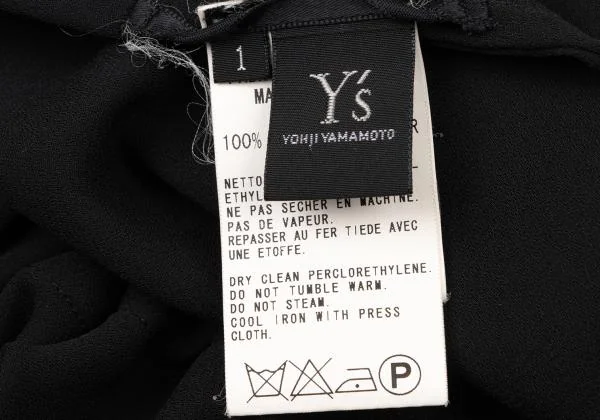 1
Y's
YOHJI YAMAMOTO
MA
100% R
NETTO
ETHYL
NE PAS SECHER EN MACHINE.
PAS DE VAPEUR.
REPASSER AU FER TIEDE AVEC
UNE ETOFFE.
DRY CLEAN PERCLORETHYLENE.
DO NOT TUMBLE WARM.
DO NOT STEAM.
COOL IRON WITH PRESS
CLOTH.
P